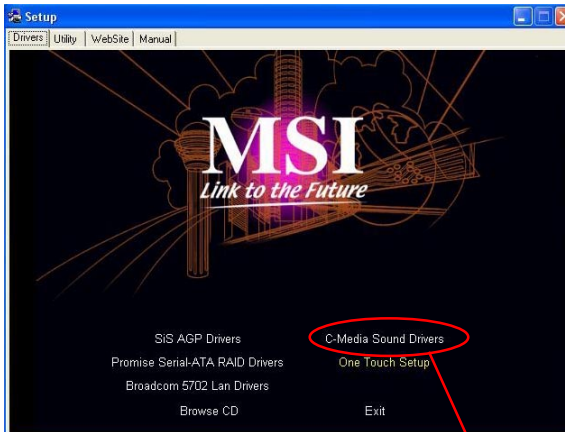 Setup
Drivers Utility WebSite Manual
MSI
Link to the Future
SiS AGP Drivers C-Media Sound Drivers
Promise Serial-ATA RAID Drivers One Touch Setup
Broadcom 5702 Lan Drivers
Browse CD Exit